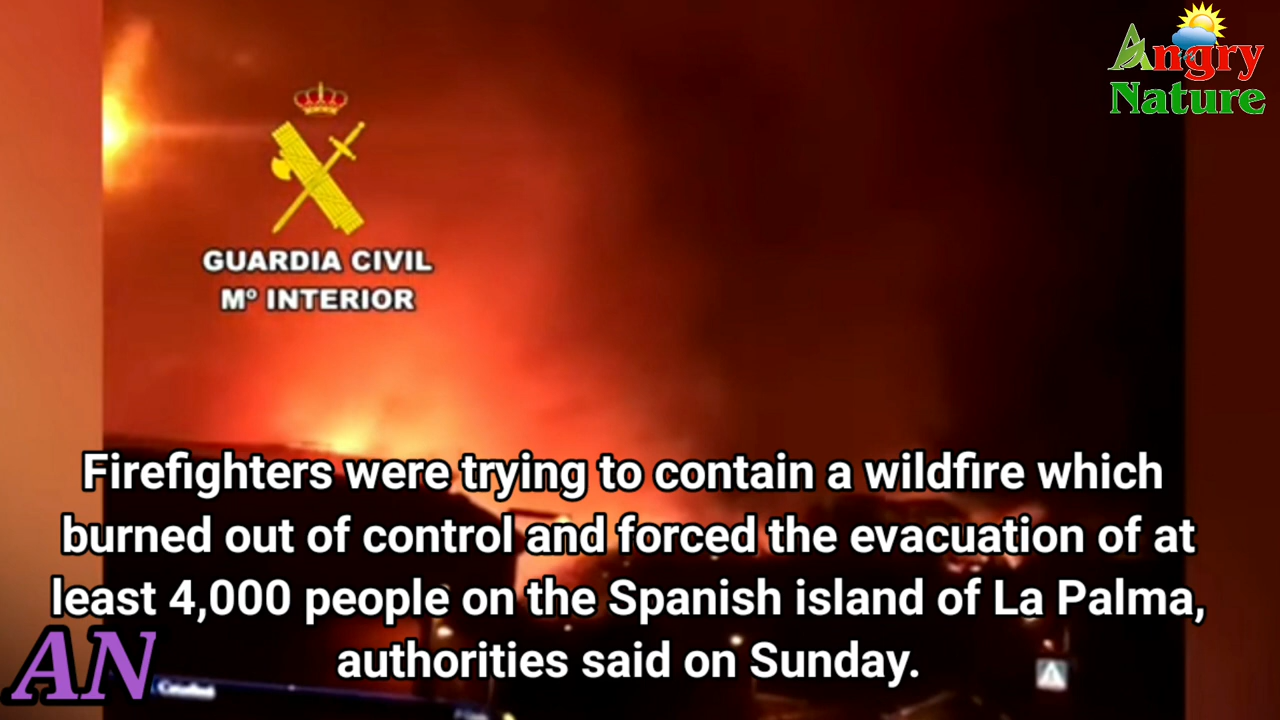 Angry
Nature
GUARDIA CIVIL
Mº INTERIOR
Firefighters were trying to contain a wildfire which
burned out of control and forced the evacuation of at
least 4,000 people on the Spanish island of La Palma,
authorities said on Sunday.
AN